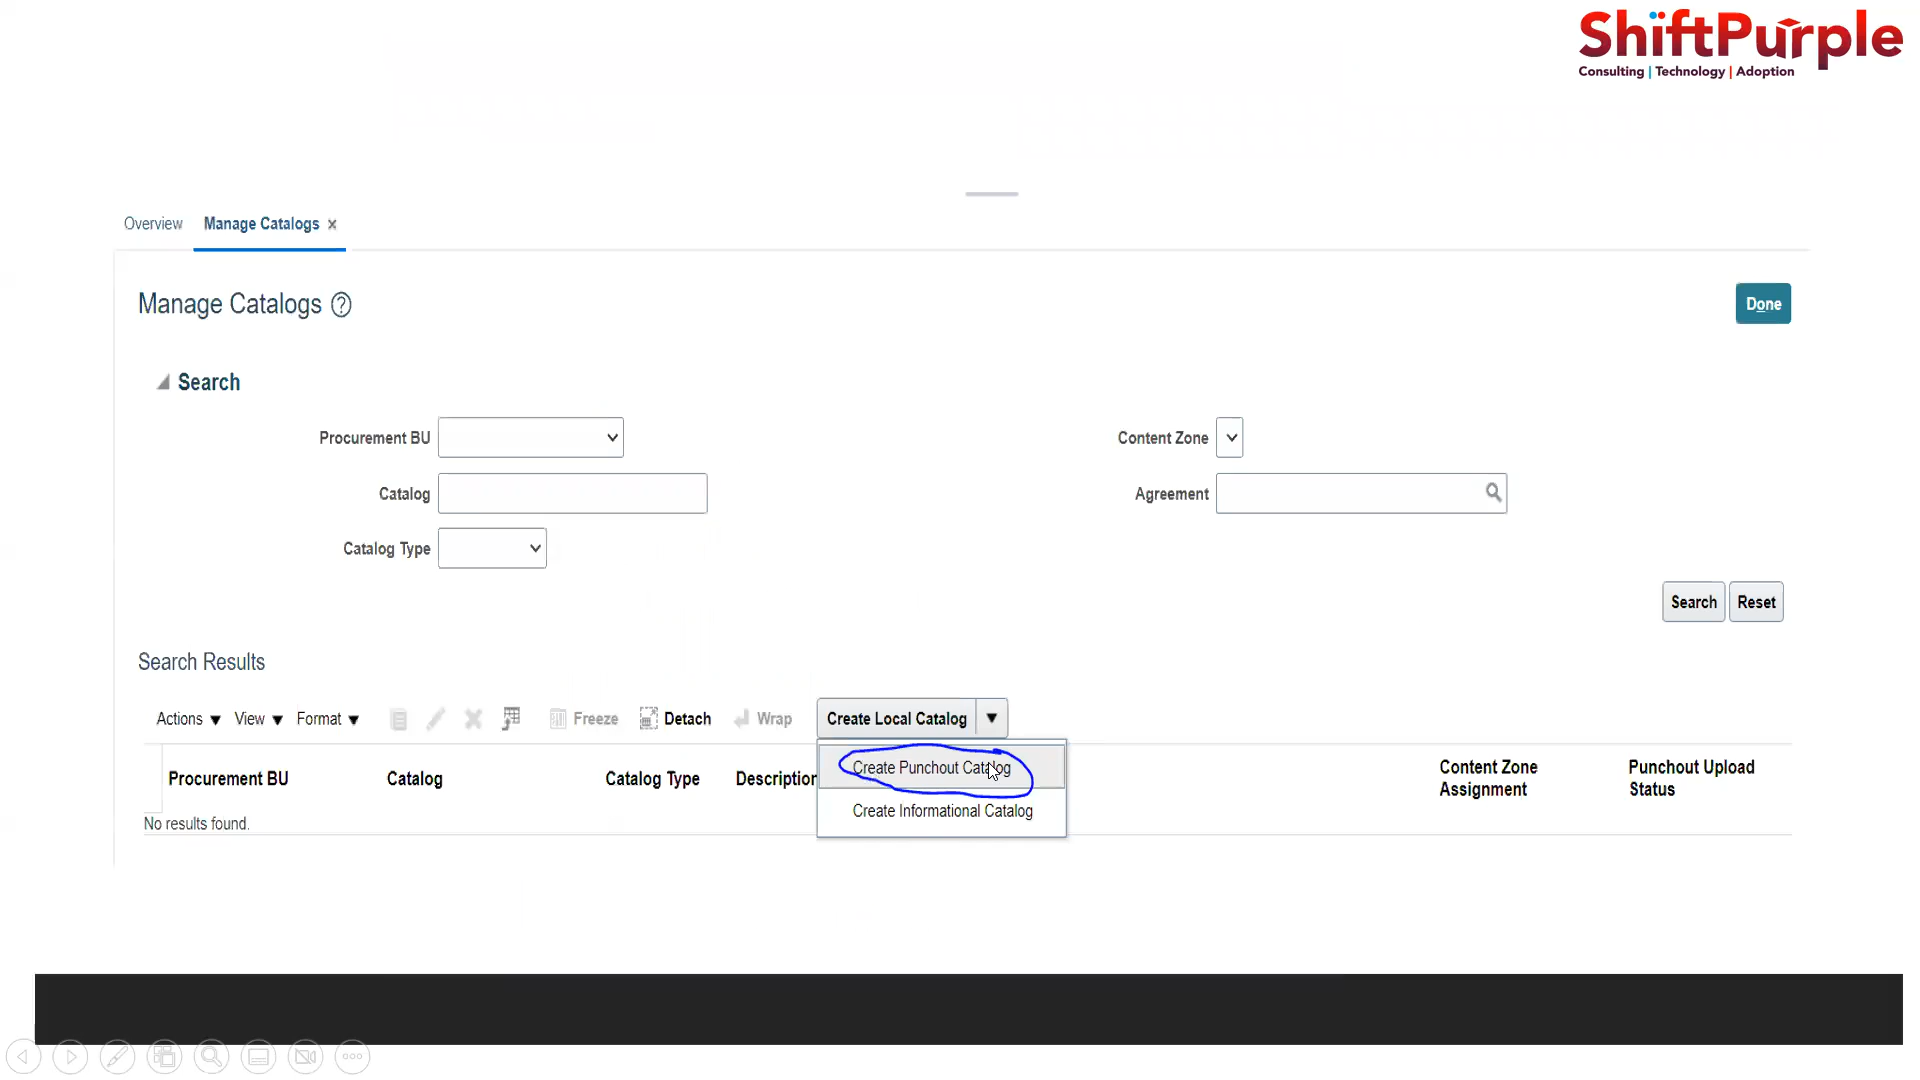 ShiftPurple
Consulting | Technology | Adoption
Overview Manage Catalogs
Manage Catalogs
Done
Search
Procurement BU
Content Zone
Catalog
Agreement
Catalog Type
Search Reset
Search Results
Actions View Format Freeze Detach Wrap Create Local Catalog
Create Punchout Catalog
Create Informational Catalog
Procurement BU Catalog Catalog Type Description Content Zone Assignment Punchout Upload Status
No results found.